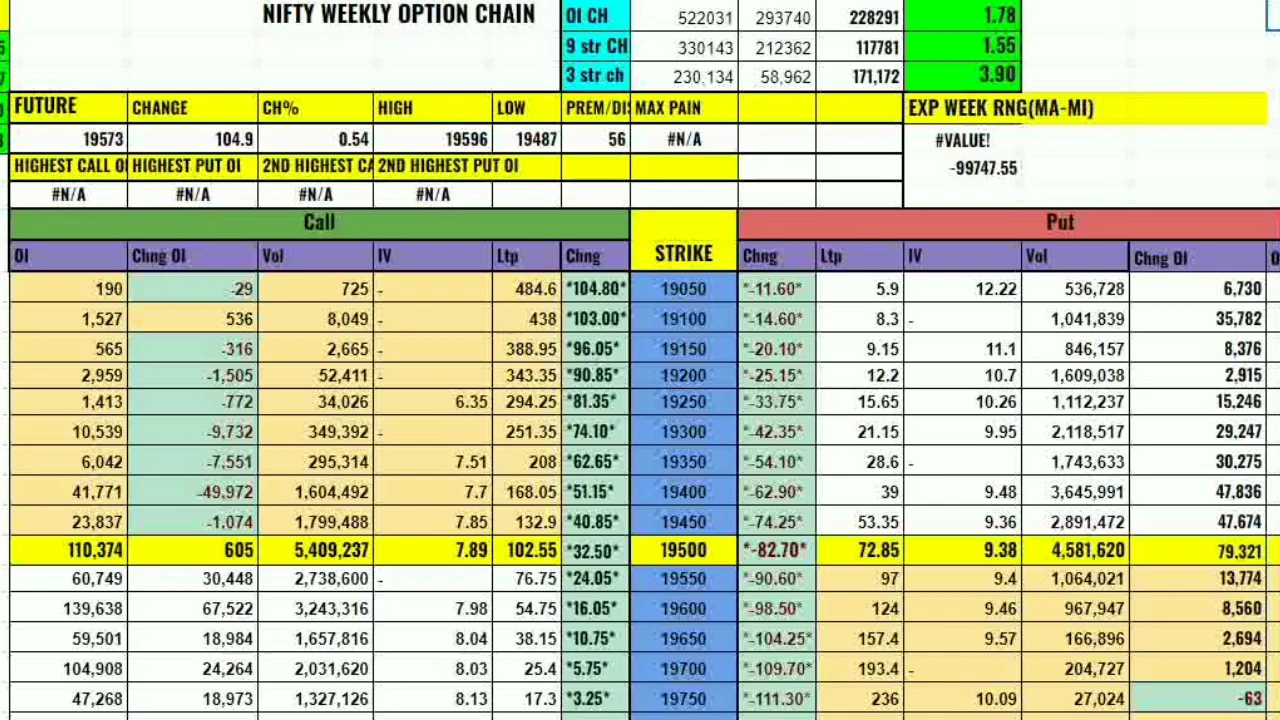 NIFTY WEEKLY OPTION CHAIN OI CH 522031 293740 228291 1.78
9 str CH 330143 212362 117781 1.55
3 str ch 230,134 58,962 171,172 3.90
FUTURE CHANGE CH% HIGH LOW PREM/DI MAX PAIN EXP WEEK RNG(MA-MI)
19573 104.9 0.54 19596 19487 56 #N/A #VALUE!
HIGHEST CALL O HIGHEST PUT OI 2ND HIGHEST CA 2ND HIGHEST PUT OI -99747.55
#N/A #N/A #N/A #N/A
Call Put
OI Chng OI Vol IV Ltp Chng STRIKE Chng Ltp IV Vol Chng OI
190 -29 725 - 484.6 *104.80* 19050 *-11.60* 5.9 12.22 536,728 6,730
1,527 536 8,049 - 438 *103.00* 19100 *-14.60* 8.3 - 1,041,839 35,782
565 -316 2,665 - 388.95 *96.05* 19150 *-20.10* 9.15 11.1 846,157 8,376
2,959 -1,505 52,411 - 343.35 *90.85* 19200 *-25.15* 12.2 10.7 1,609,038 2,915
1,413 -772 34,026 6.35 294.25 *81.35* 19250 *-33.75* 15.65 10.26 1,112,237 15,246
10,539 -9,732 349,392 - 251.35 *74.10* 19300 *-42.35* 21.15 9.95 2,118,517 29,247
6,042 -7,551 295,314 7.51 208 *62.65* 19350 *-54.10* 28.6 - 1,743,633 30,275
41,771 -49,972 1,604,492 7.7 168.05 *51.15* 19400 *-62.90* 39 9.48 3,645,991 47,836
23,837 -1,074 1,799,488 7.85 132.9 *40.85* 19450 *-74.25* 53.35 9.36 2,891,472 47,674
110,374 605 5,409,237 7.89 102.55 *32.50* 19500 *-82.70* 72.85 9.38 4,581,620 79,321
60,749 30,448 2,738,600 - 76.75 *24.05* 19550 *-90.60* 97 9.4 1,064,021 13,774
139,638 67,522 3,243,316 7.98 54.75 *16.05* 19600 *-98.50* 124 9.46 967,947 8,560
59,501 18,984 1,657,816 8.04 38.15 *10.75* 19650 *-104.25* 157.4 9.57 166,896 2,694
104,908 24,264 2,031,620 8.03 25.4 *5.75* 19700 *-109.70* 193.4 - 204,727 1,204
47,268 18,973 1,327,126 8.13 17.3 *3.25* 19750 *-111.30* 236 10.09 27,024 -63